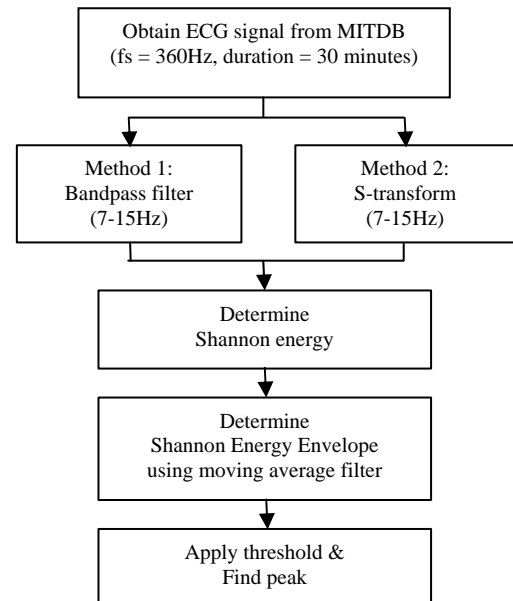 Obtain ECG signal from MITDB
(fs = 360Hz, duration = 30 minutes)
Method 1:
Bandpass filter
(7-15Hz)
Method 2:
S-transform
(7-15Hz)
Determine
Shannon energy
Determine
Shannon Energy Envelope
using moving average filter
Apply threshold &
Find peak